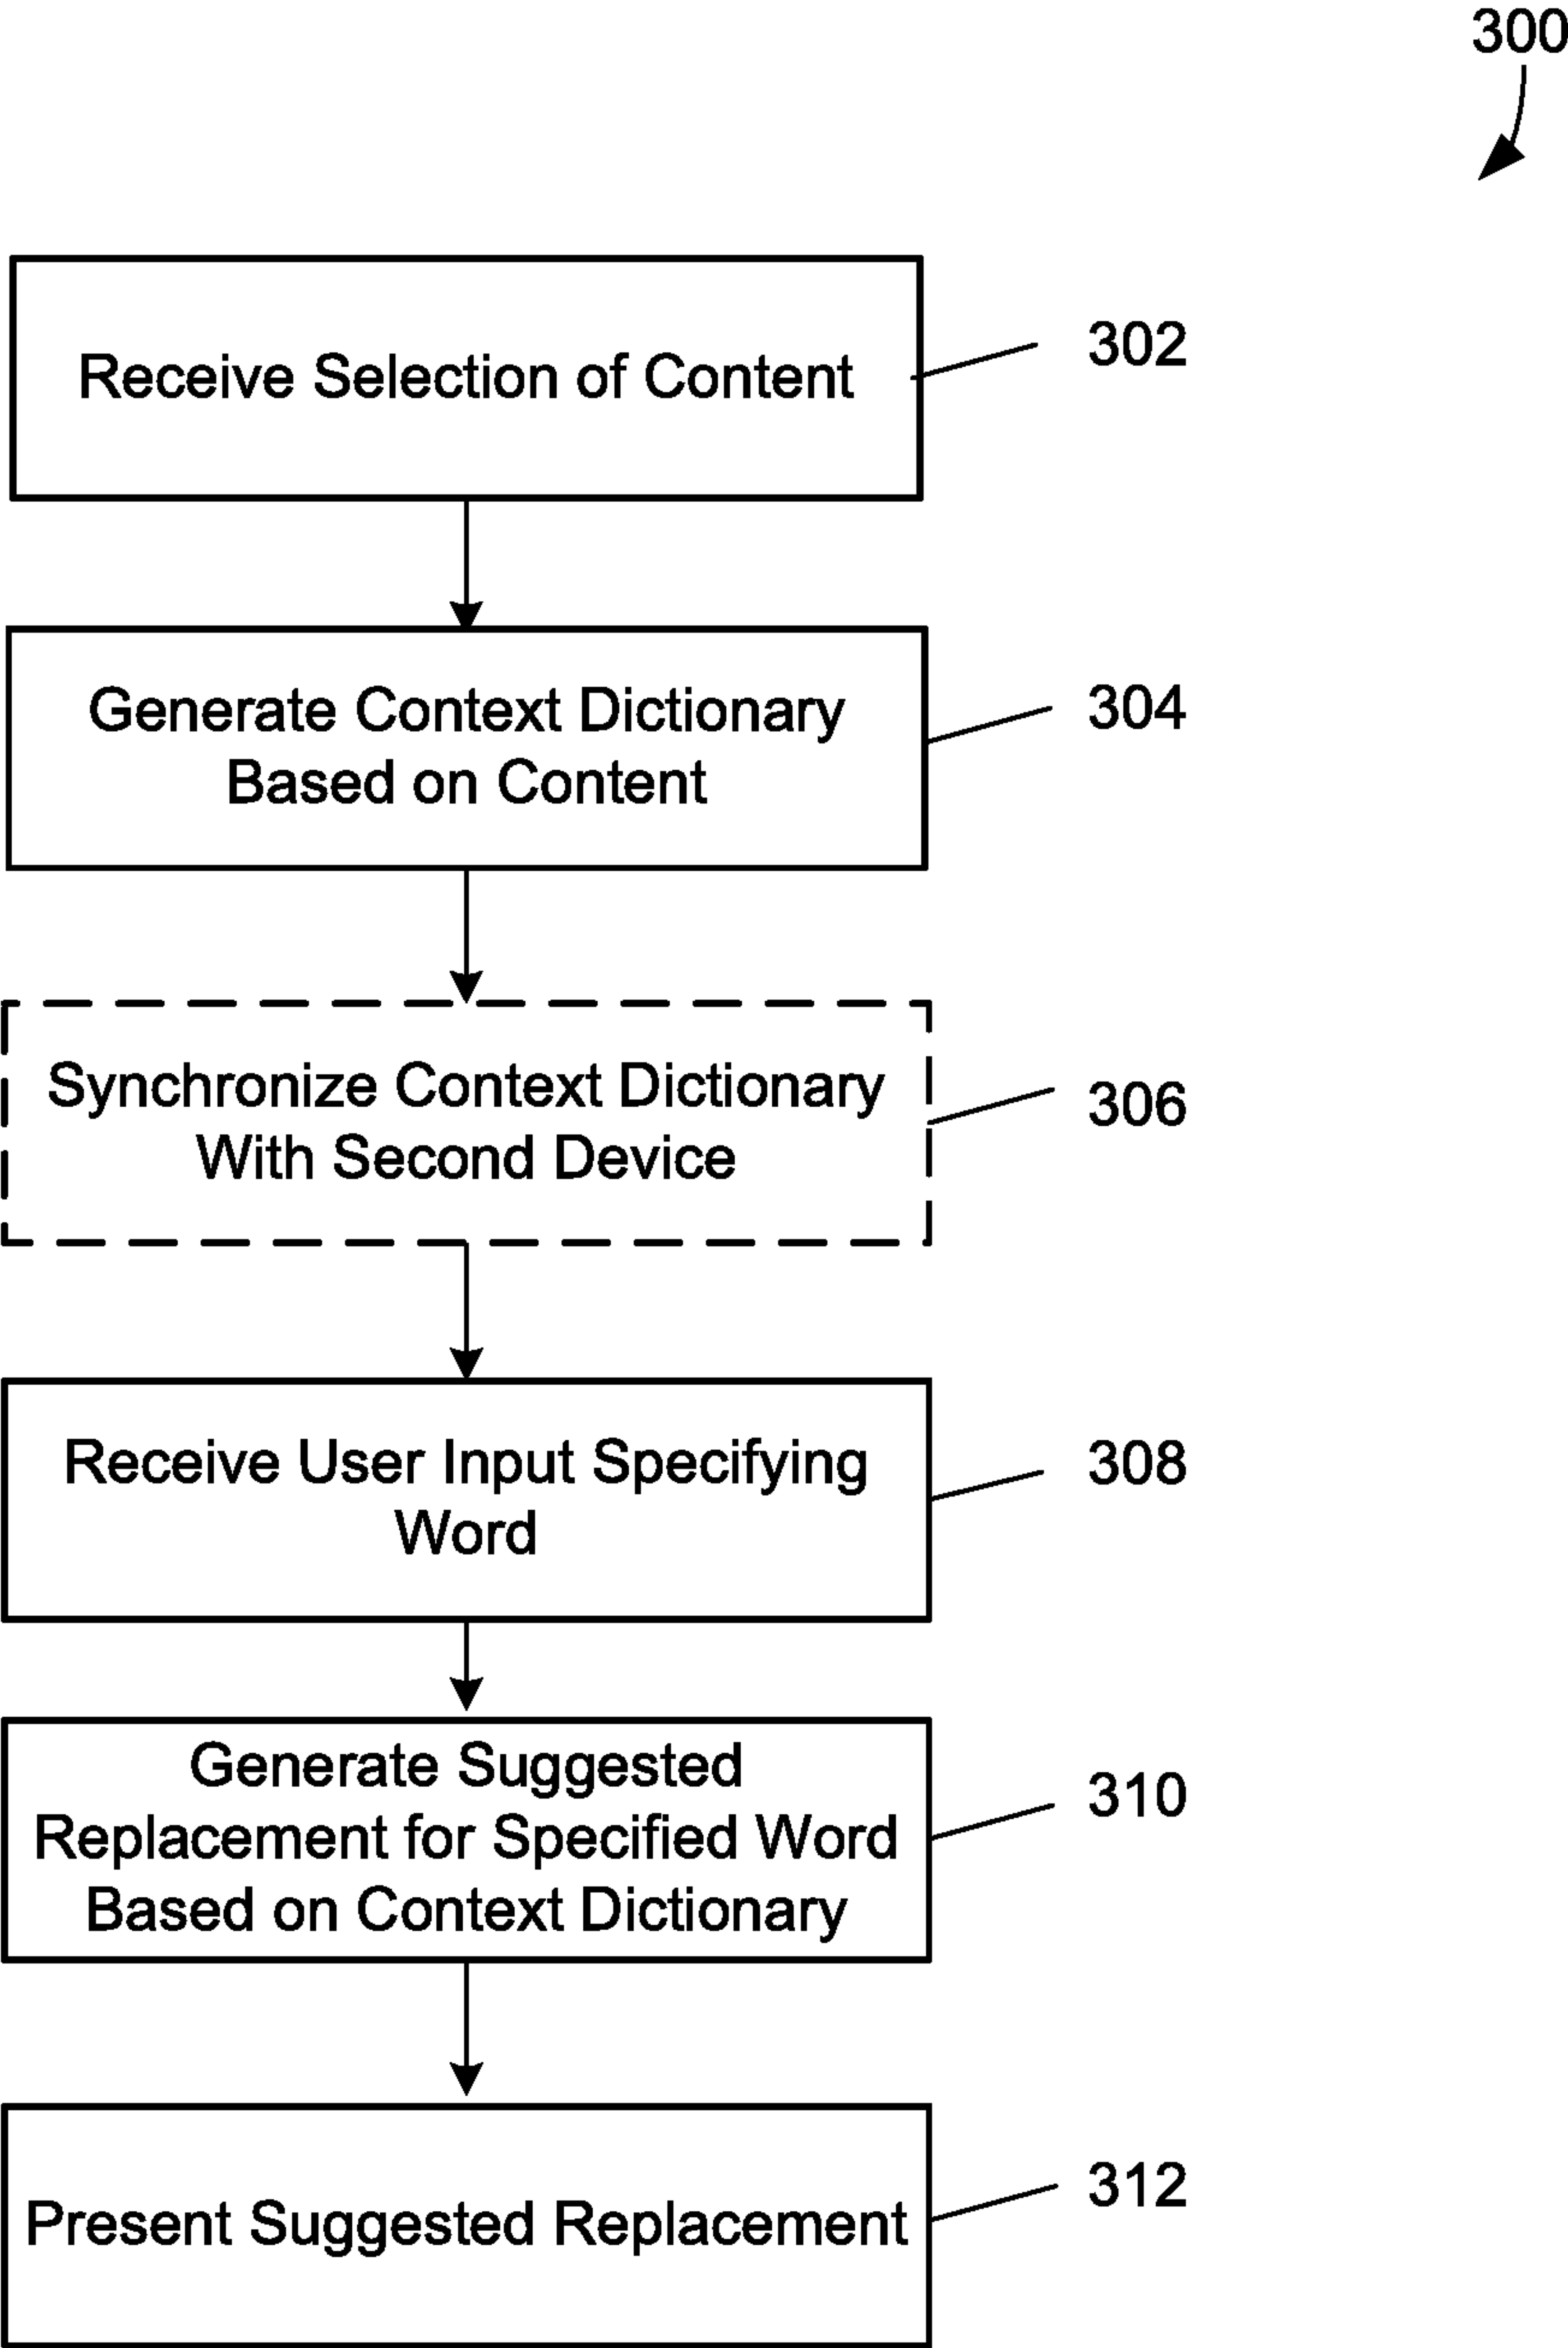 300
Receive Selection of Content
302
Generate Context Dictionary
Based on Content
304
Synchronize Context Dictionary
With Second Device
306
Receive User Input Specifying
Word
308
Generate Suggested
Replacement for Specified Word
Based on Context Dictionary
310
Present Suggested Replacement
312